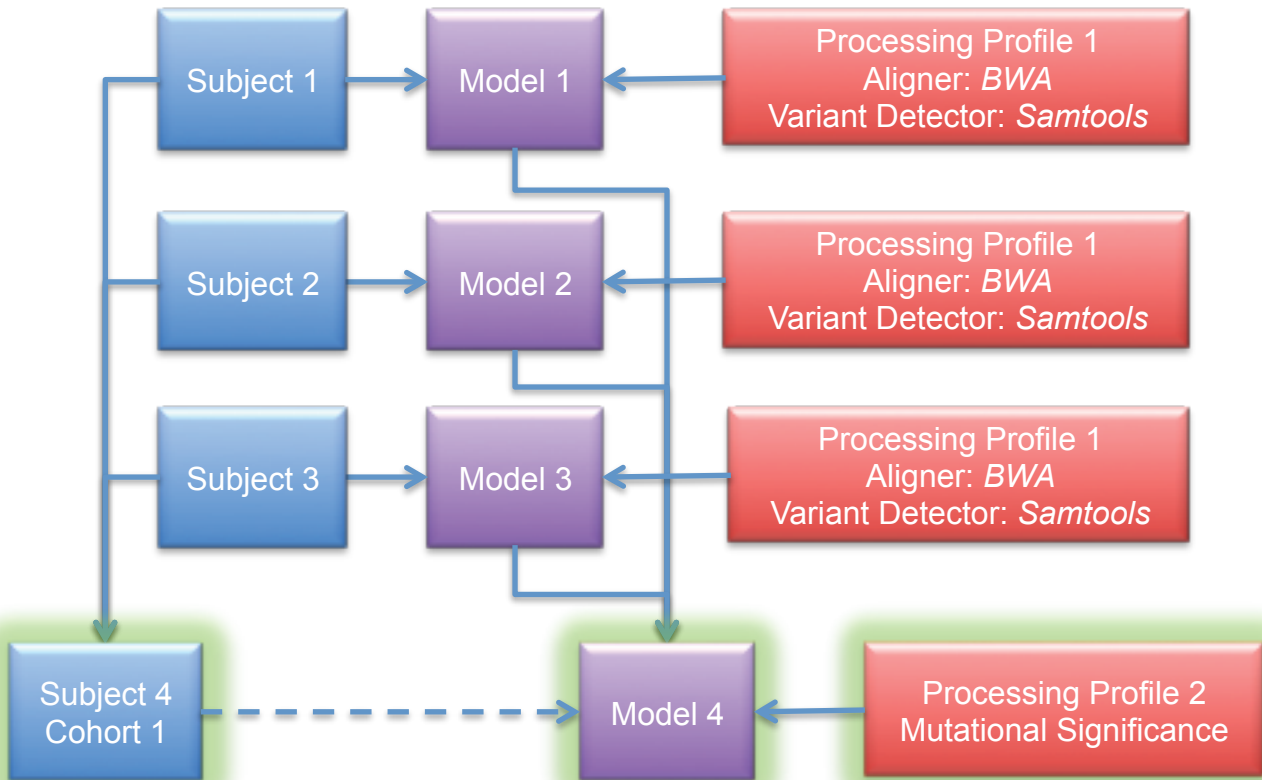 Subject 1
Model 1
Processing Profile 1
Aligner: BWA
Variant Detector: Samtools
Subject 2
Model 2
Processing Profile 1
Aligner: BWA
Variant Detector: Samtools
Subject 3
Model 3
Processing Profile 1
Aligner: BWA
Variant Detector: Samtools
Subject 4
Cohort 1
Model 4
Processing Profile 2
Mutational Significance